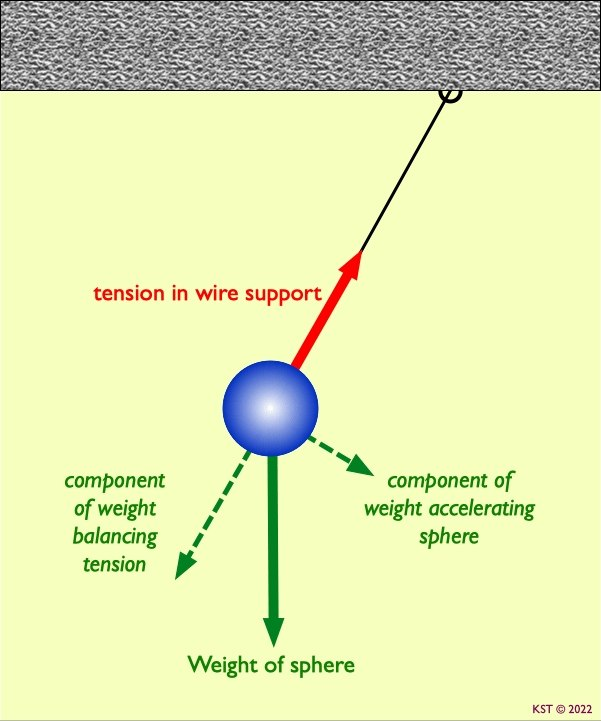 tension in wire support
component
of weight
balancing
tension
component of
weight accelerating
sphere
Weight of sphere
KST © 2022